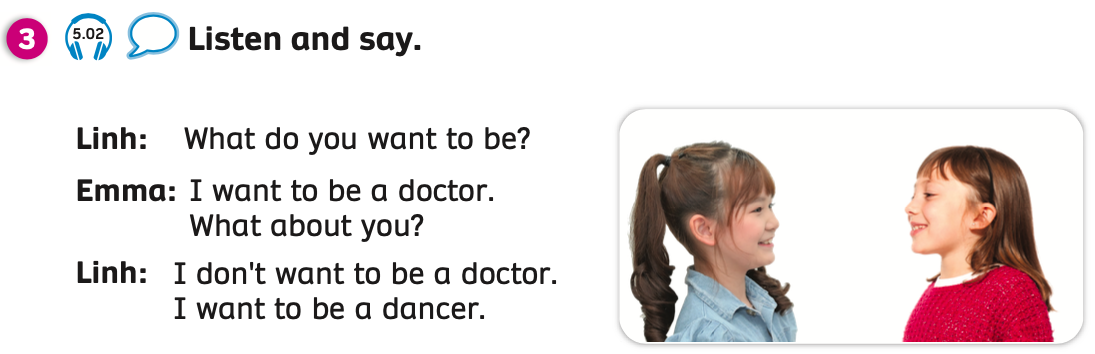 3 5.02 Listen and say.
Linh: What do you want to be?
Emma: I want to be a doctor.
What about you?
Linh: I don't want to be a doctor.
I want to be a dancer.